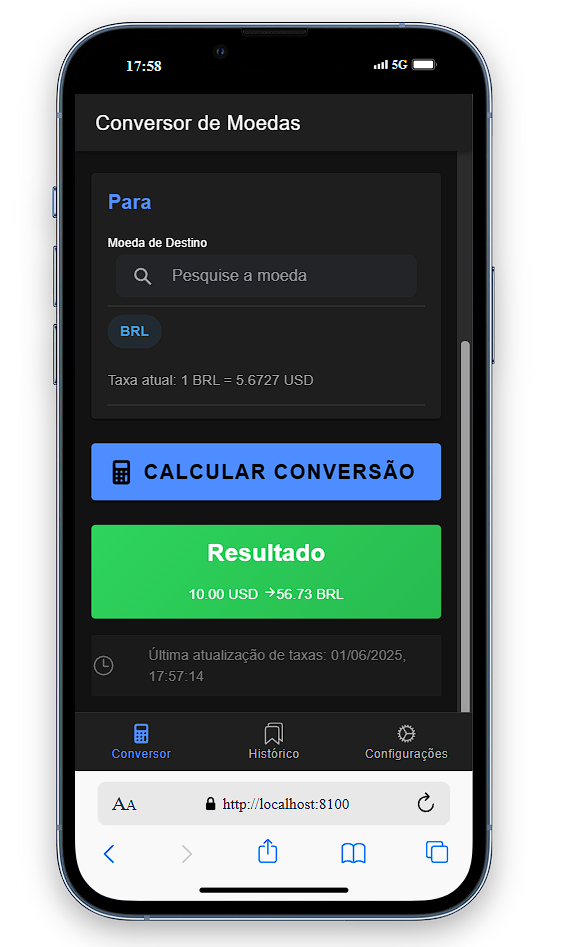 17:58
5G
Conversor de Moedas
Para
Moeda de Destino
Pesquise a moeda
BRL
Taxa atual: 1 BRL = 5.6727 USD
CALCULAR CONVERSÃO
Resultado
10.00 USD →56.73 BRL
Última atualização de taxas: 01/06/2025,
17:57:14
Conversor
Histórico
Configurações
AA
http://localhost:8100